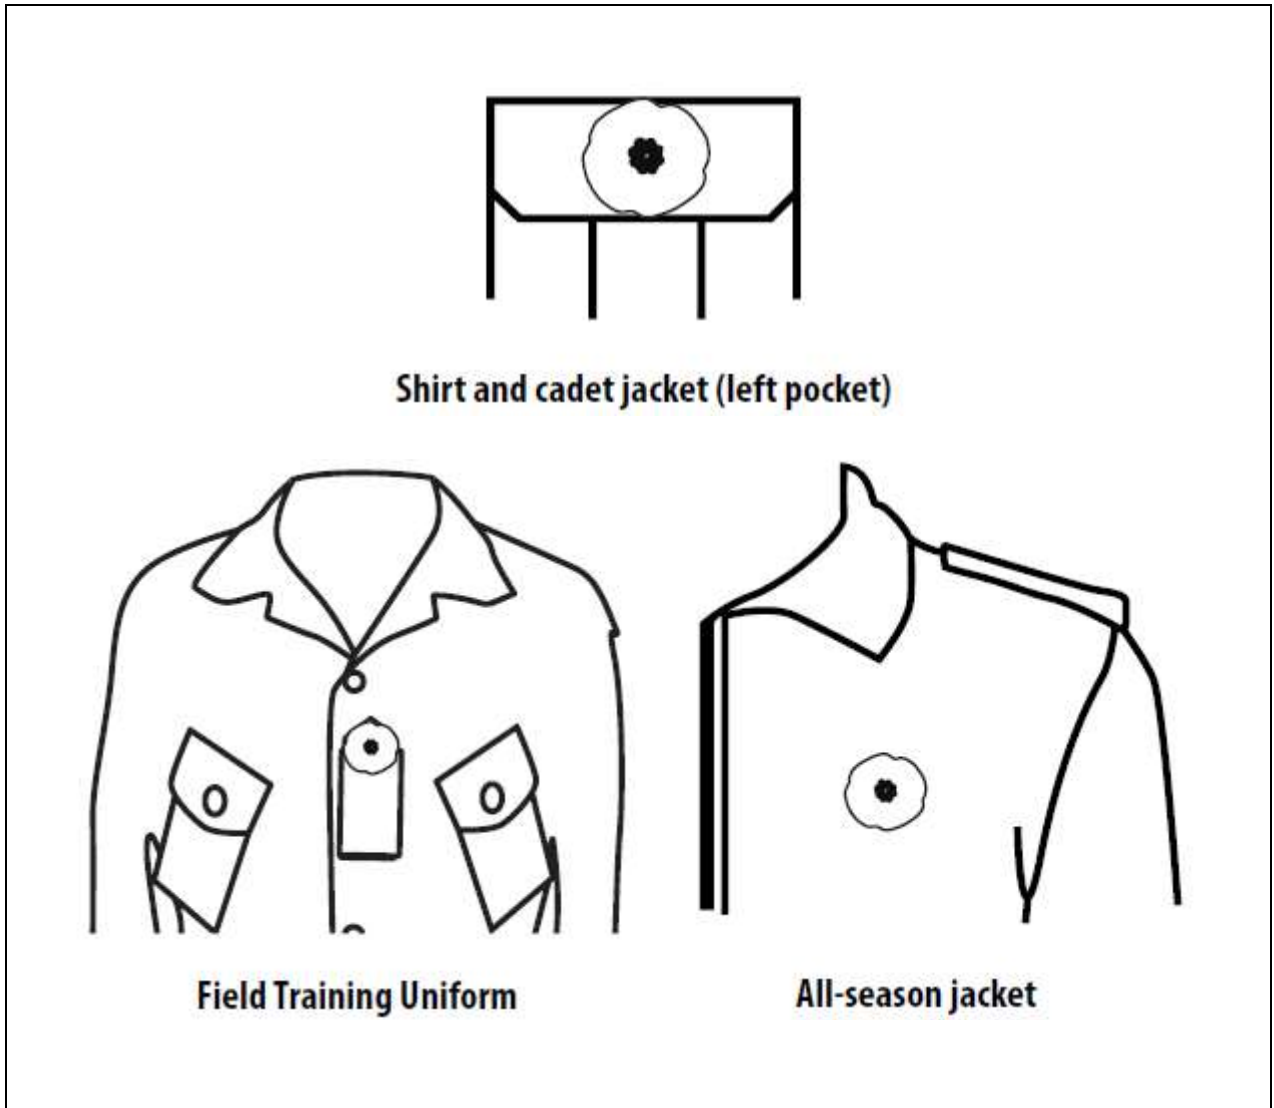 Shirt and cadet jacket (left pocket)
Field Training Uniform
All-season jacket